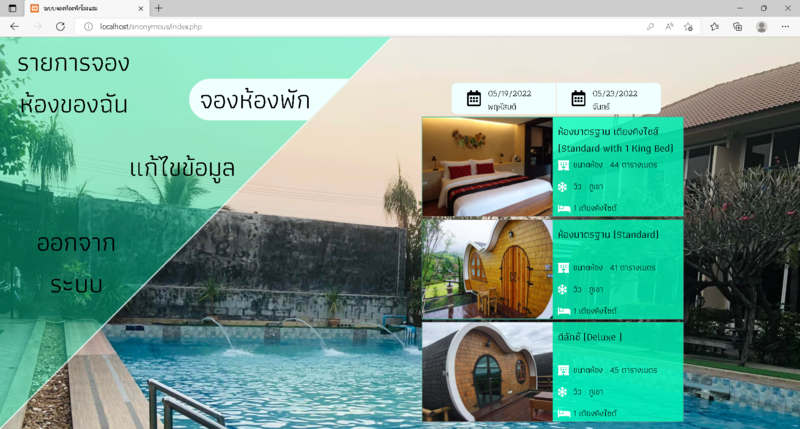 ระบบจองห้องพักโรงแรม
localhost/anonymous/index.php
รายการจอง
ห้องของฉัน
จองห้องพัก
แก้ไขข้อมูล
ออกจาก
ระบบ
05/19/2022
พฤหัสบดี
05/23/2022
จันทร์
ห้องมาตรฐาน เตียงคิงไซส์
(Standard with 1 King Bed)
ขนาดห้อง : 44 ตารางเมตร
วิว : ภูเขา
1 เตียงคิงไซต์
ห้องมาตรฐาน (Standard)
ขนาดห้อง : 41 ตารางเมตร
วิว : ภูเขา
1 เตียงคิงไซต์
ดีลักซ์ (Deluxe )
ขนาดห้อง : 45 ตารางเมตร
วิว : ภูเขา
1 เตียงคิงไซต์